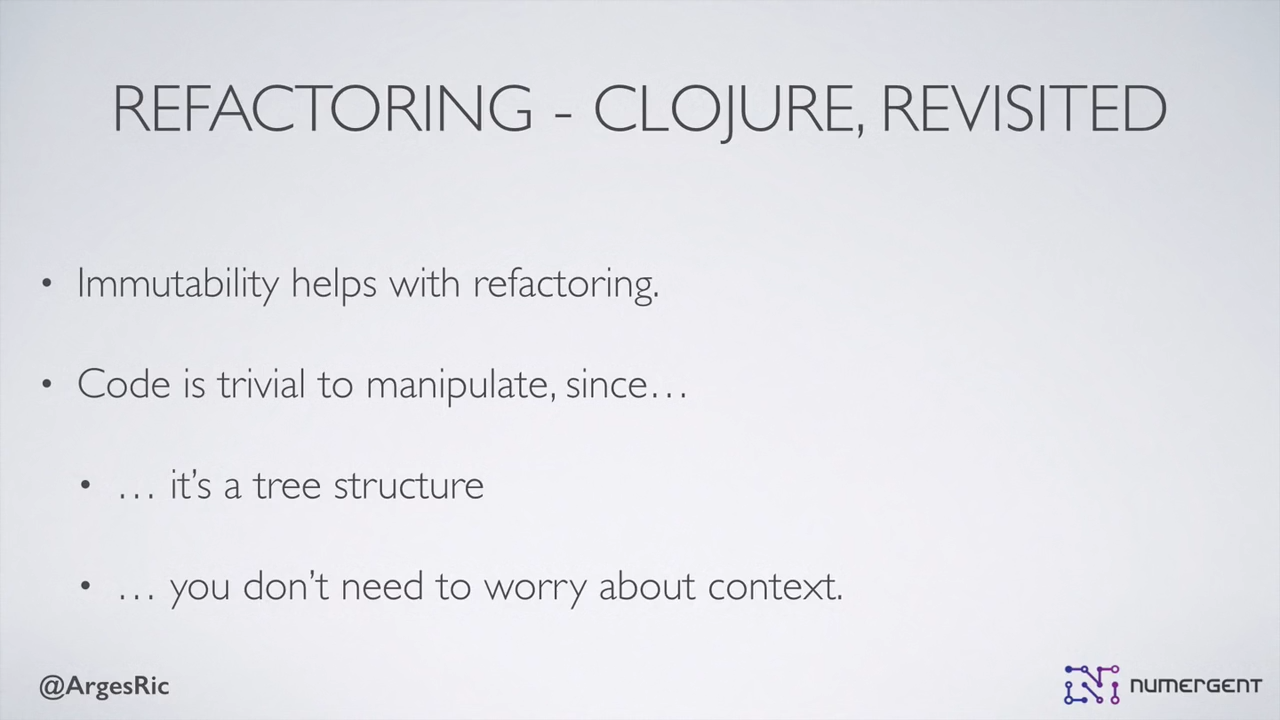 REFACTORING - CLOJURE, REVISITED
• Immutability helps with refactoring.
• Code is trivial to manipulate, since…
• … it’s a tree structure
• … you don’t need to worry about context.
@ArgesRic
NUMERGENT